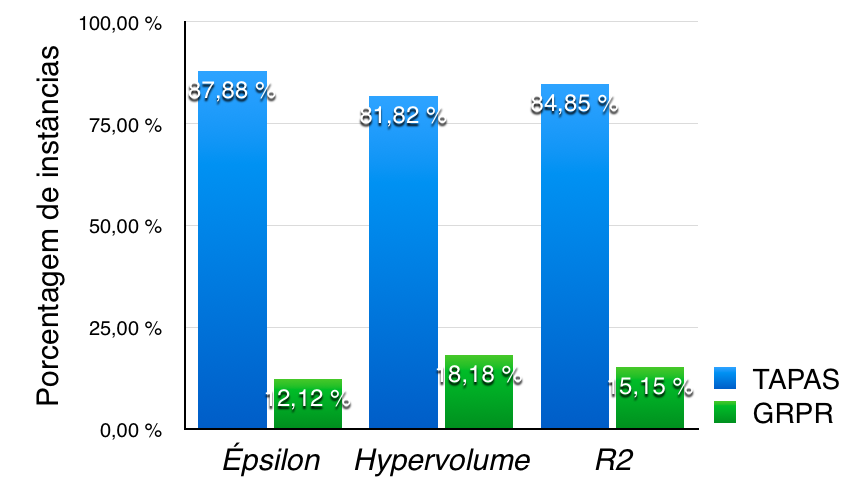 100,00 %
75,00 %
50,00 %
25,00 %
0,00 %
Porcentagem de instâncias
87,88 %
12,12 %
81,82 %
18,18 %
84,85 %
15,15 %
Épsilon
Hypervolume
R2
TAPAS
GRPR